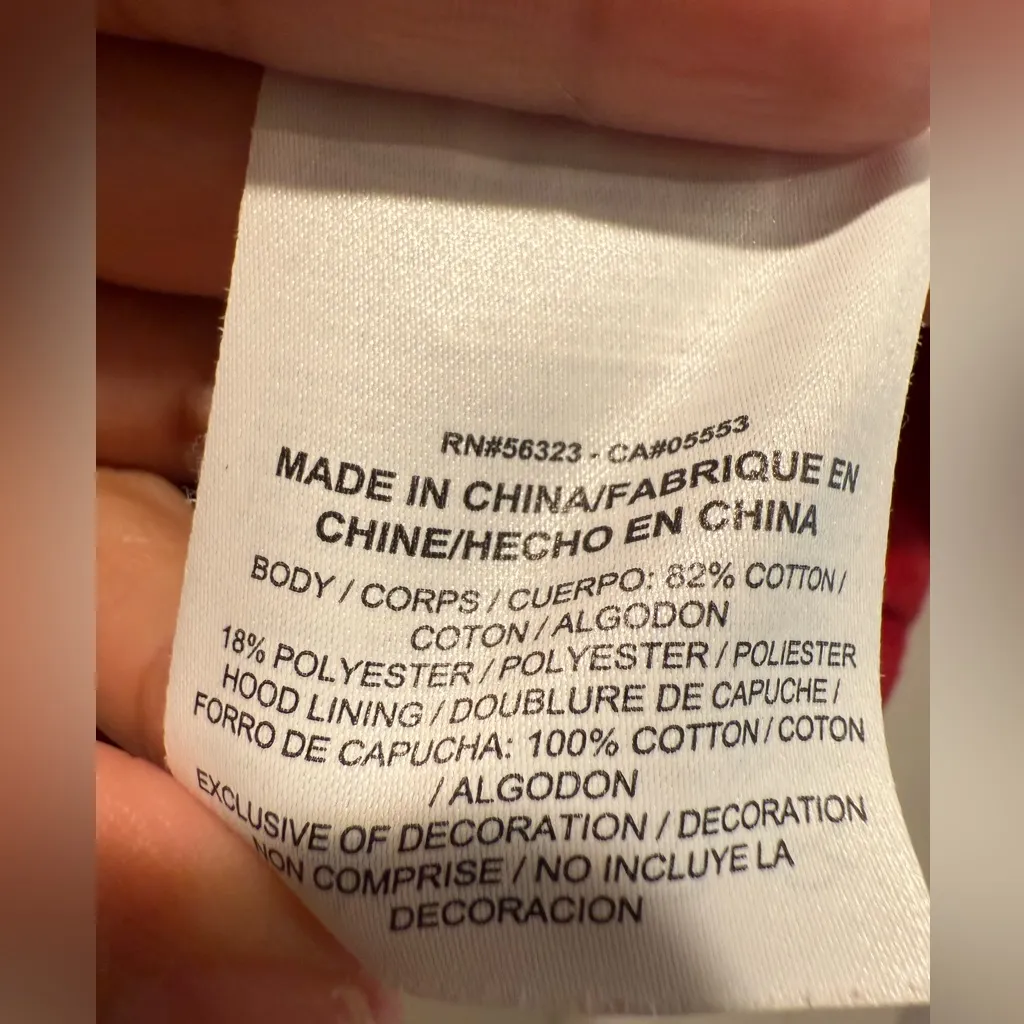 RN#56323 - CA#05553
MADE IN CHINA/FABRIQUE EN
CHINE/HECHO EN CHINA
BODY / CORPS / CUERPO: 82% COTTON /
COTON / ALGODON
18% POLYESTER / POLYESTER / POLIESTER
HOOD LINING / DOUBLURE DE CAPUCHE /
FORRO DE CAPUCHA: 100% COTTON / COTON
/ ALGODON
EXCLUSIVE OF DECORATION / DECORATION
NON COMPRISE / NO INCLUYE LA
DECORACION